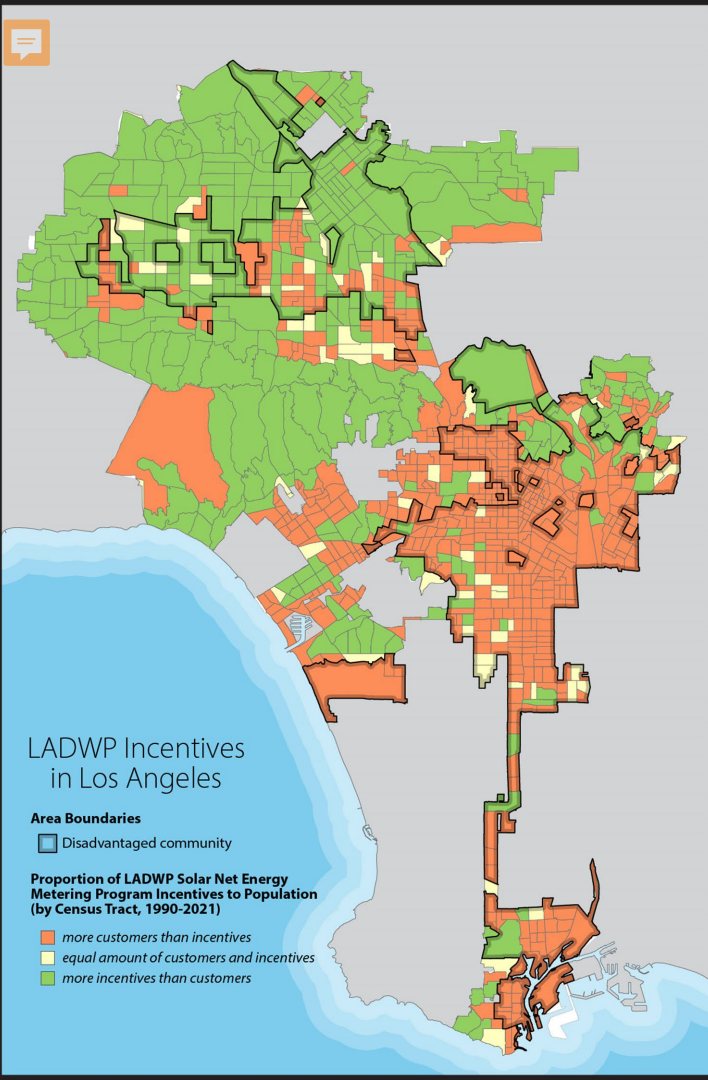 LADWP Incentives
in Los Angeles
Area Boundaries
Disadvantaged community
Proportion of LADWP Solar Net Energy
Metering Program Incentives to Population
(by Census Tract, 1990-2021)
more customers than incentives
equal amount of customers and incentives
more incentives than customers